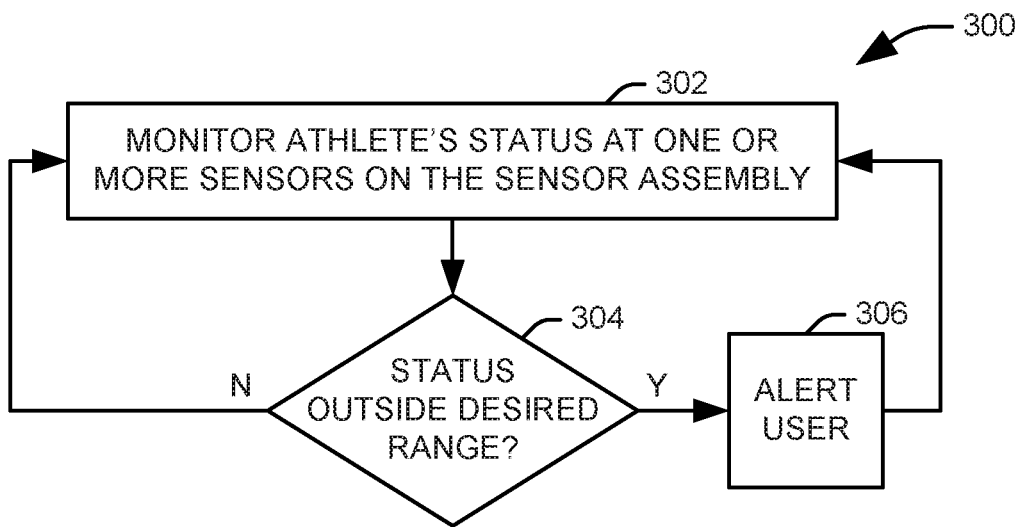 300
302
MONITOR ATHLETE'S STATUS AT ONE OR
MORE SENSORS ON THE SENSOR ASSEMBLY
304
306
N
STATUS
OUTSIDE DESIRED
RANGE?
Y
ALERT
USER